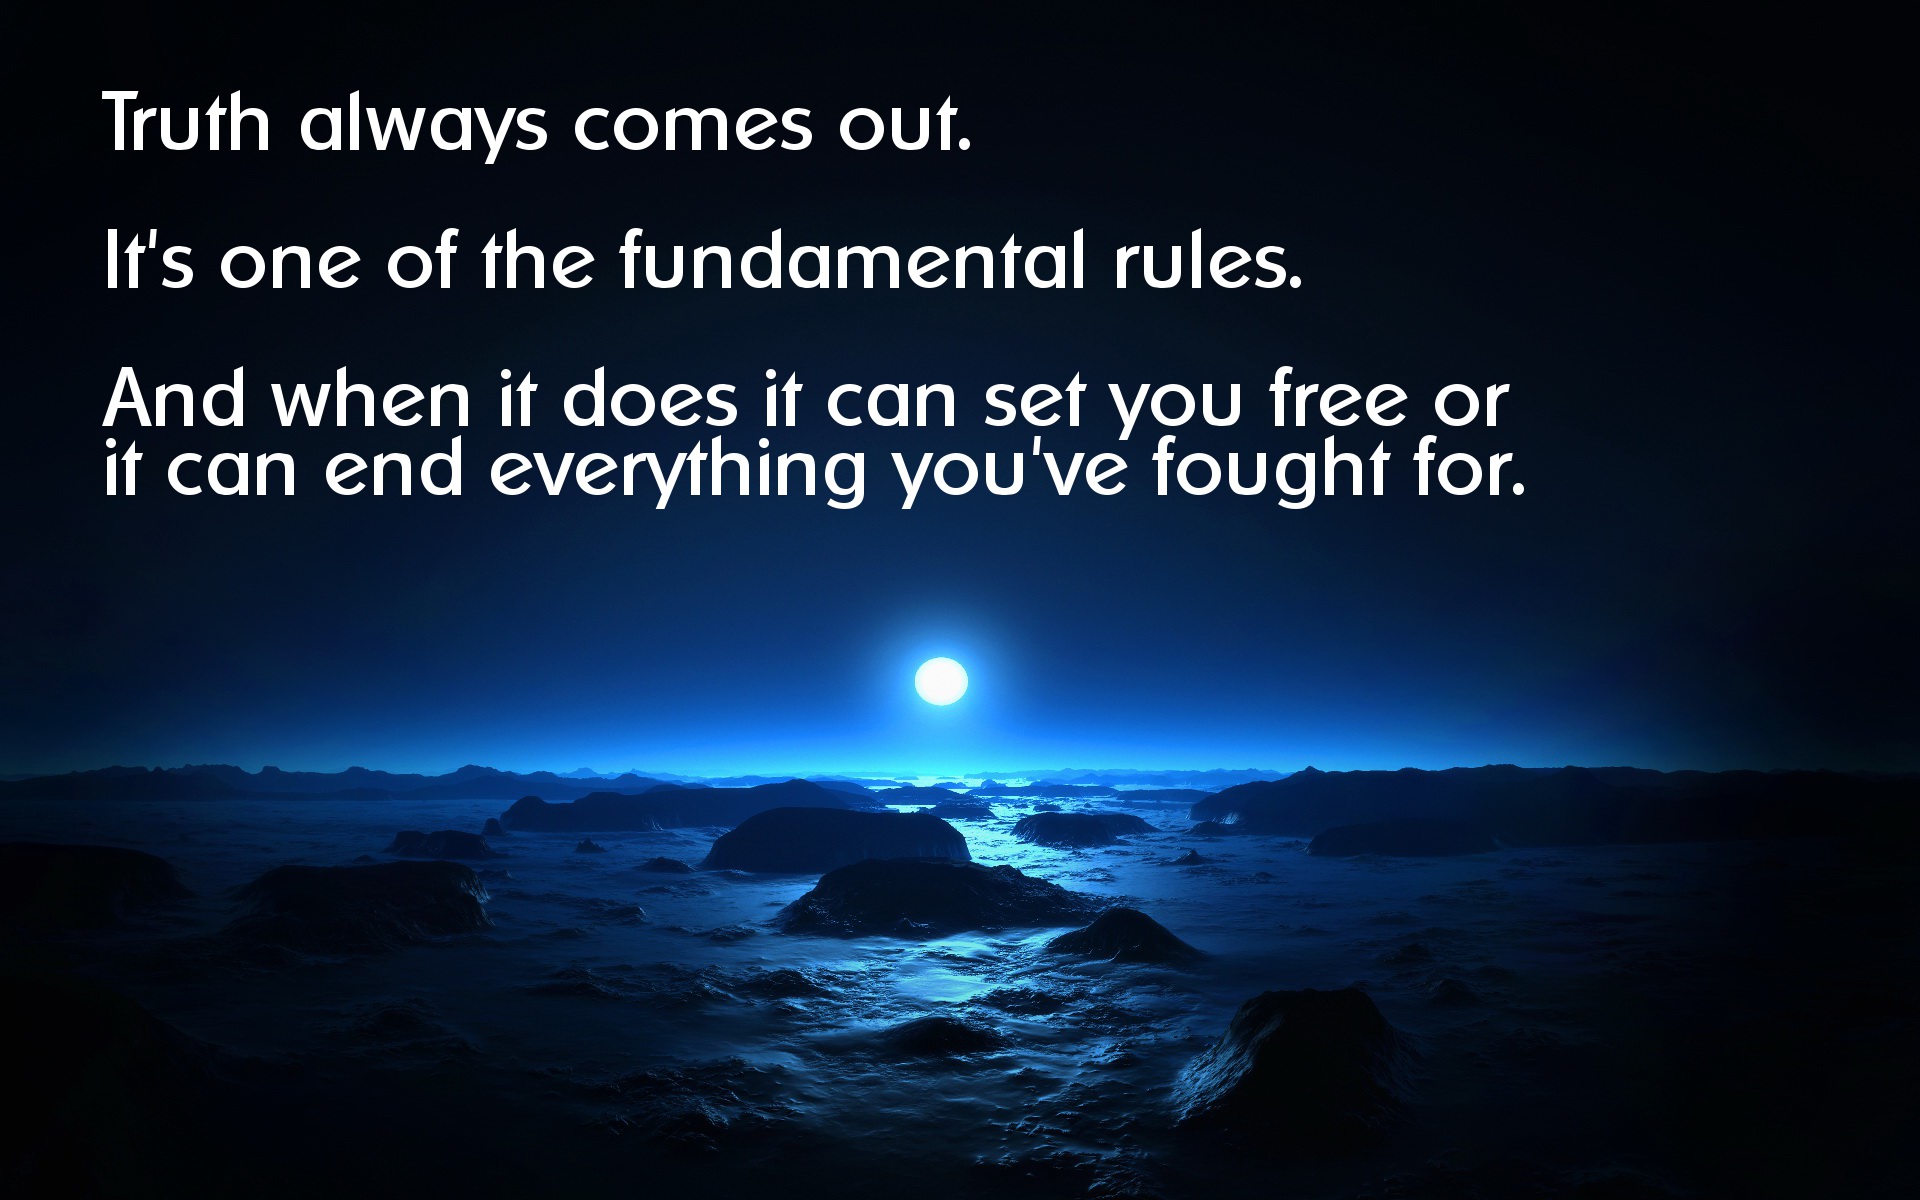 Truth always comes out.
It's one of the fundamental rules.
And when it does it can set you free or
it can end everything you've fought for.